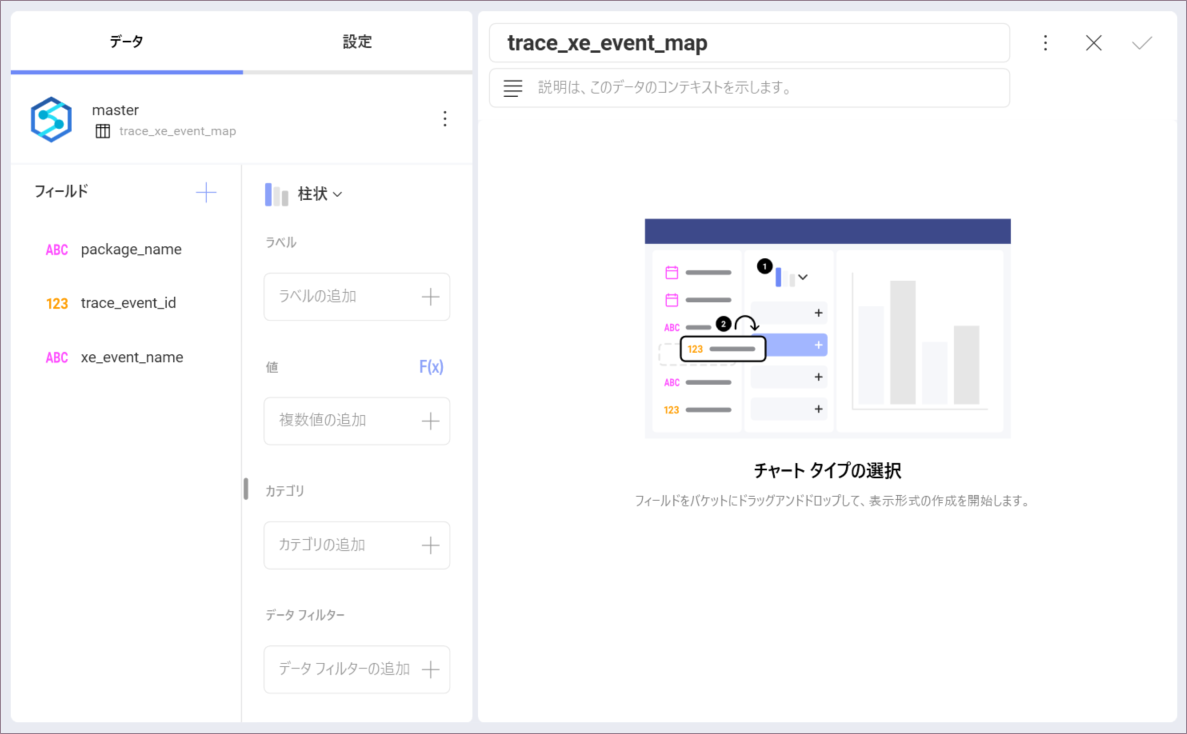 データ
設定
master
trace_xe_event_map
フィールド
ABC package_name
123 trace_event_id
ABC xe_event_name
柱状
ラベル
ラベルの追加
値 F(x)
複数値の追加
カテゴリ
カテゴリの追加
データ フィルター
データ フィルターの追加
trace_xe_event_map
説明は、このデータのコンテキストを示します。
1
ABC
2
123
ABC
123
チャート タイプの選択
フィールドをバケットにドラッグアンドドロップして、表示形式の作成を開始します。